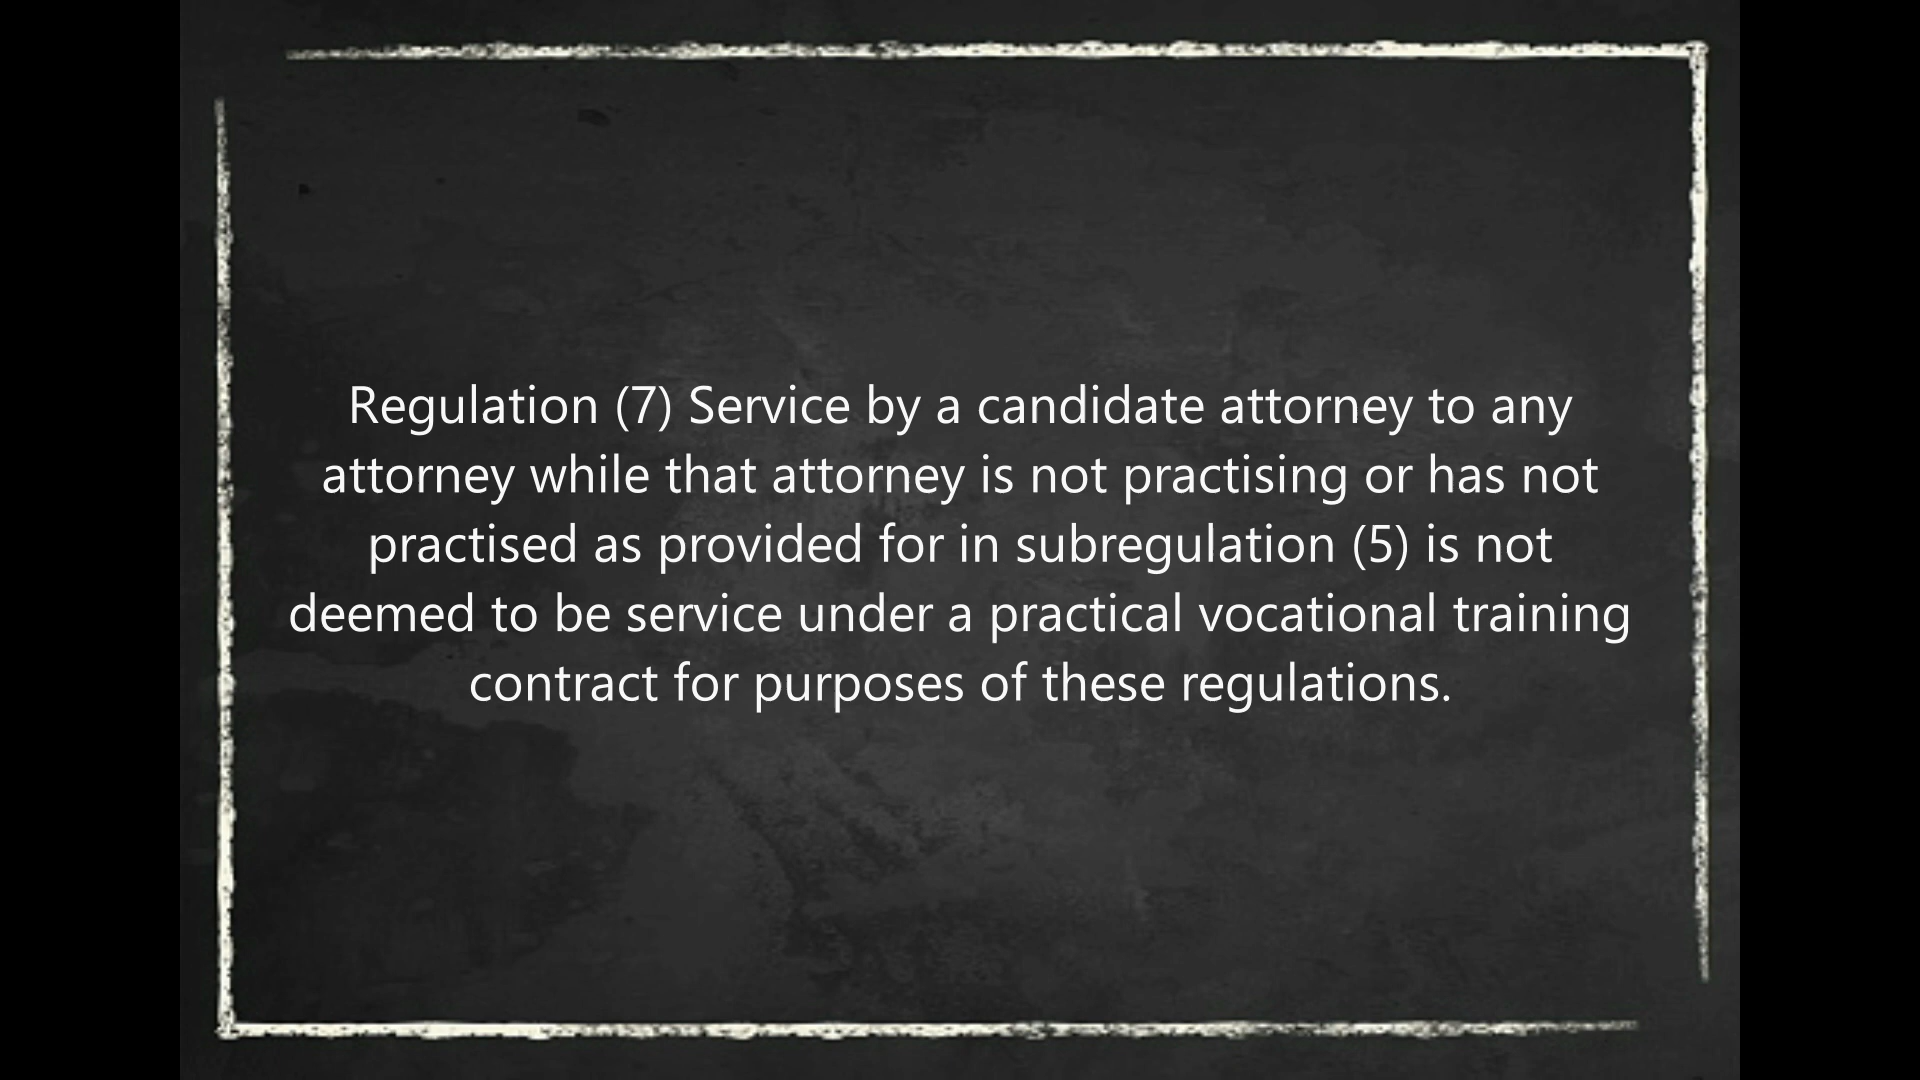 Regulation (7) Service by a candidate attorney to any
attorney while that attorney is not practising or has not
practised as provided for in subregulation (5) is not
deemed to be service under a practical vocational training
contract for purposes of these regulations.